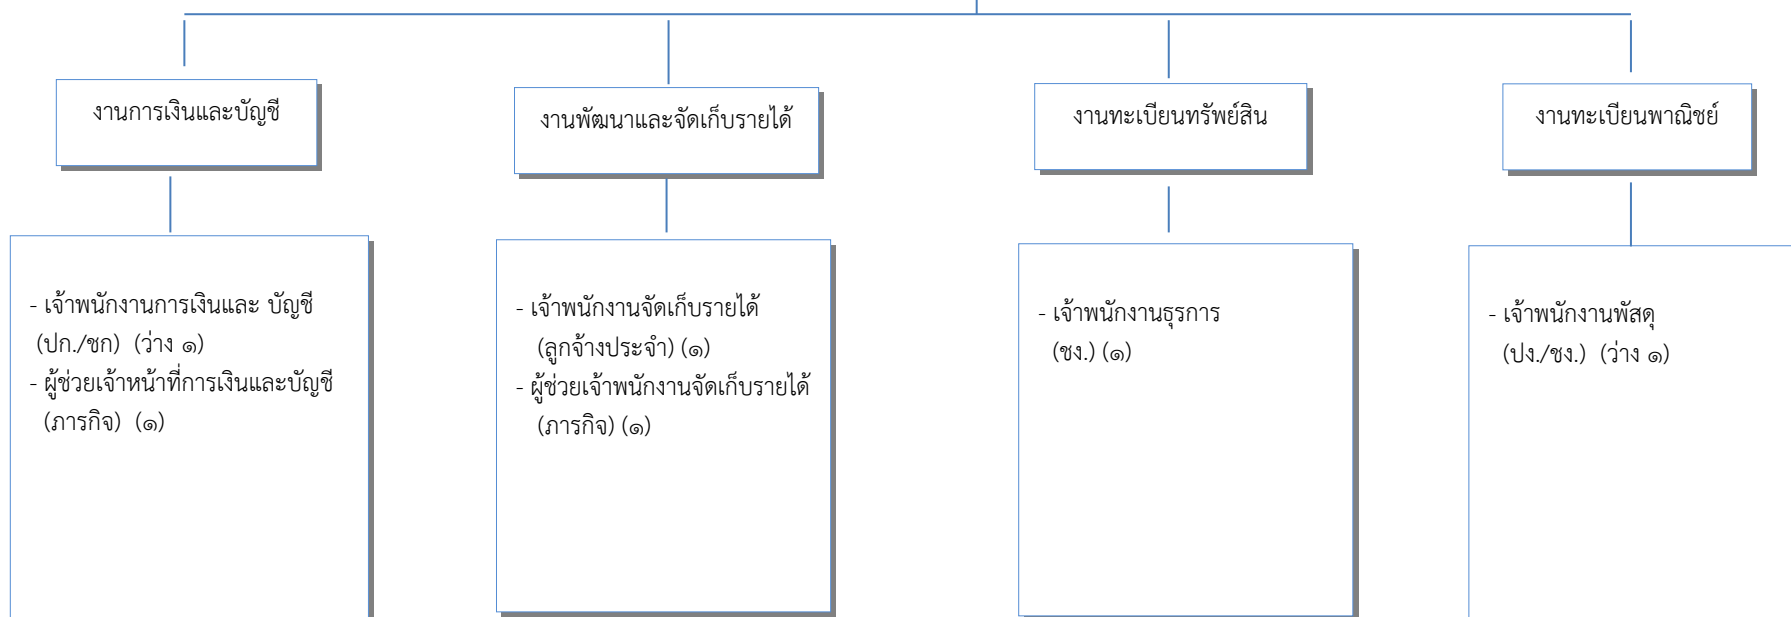 งานการเงินและบัญชี
งานพัฒนาและจัดเก็บรายได้
งานทะเบียนทรัพย์สิน
งานทะเบียนพาณิชย์
- เจ้าพนักงานการเงินและ บัญชี
(ปก./ชก) (ว่าง ๑)
- ผู้ช่วยเจ้าหน้าที่การเงินและบัญชี
(ภารกิจ) (๑)
- เจ้าพนักงานจัดเก็บรายได้
(ลูกจ้างประจำ) (๑)
- ผู้ช่วยเจ้าพนักงานจัดเก็บรายได้
(ภารกิจ) (๑)
- เจ้าพนักงานธุรการ
(ชง.) (๑)
- เจ้าพนักงานพัสดุ
(ปง./ชง.) (ว่าง ๑)